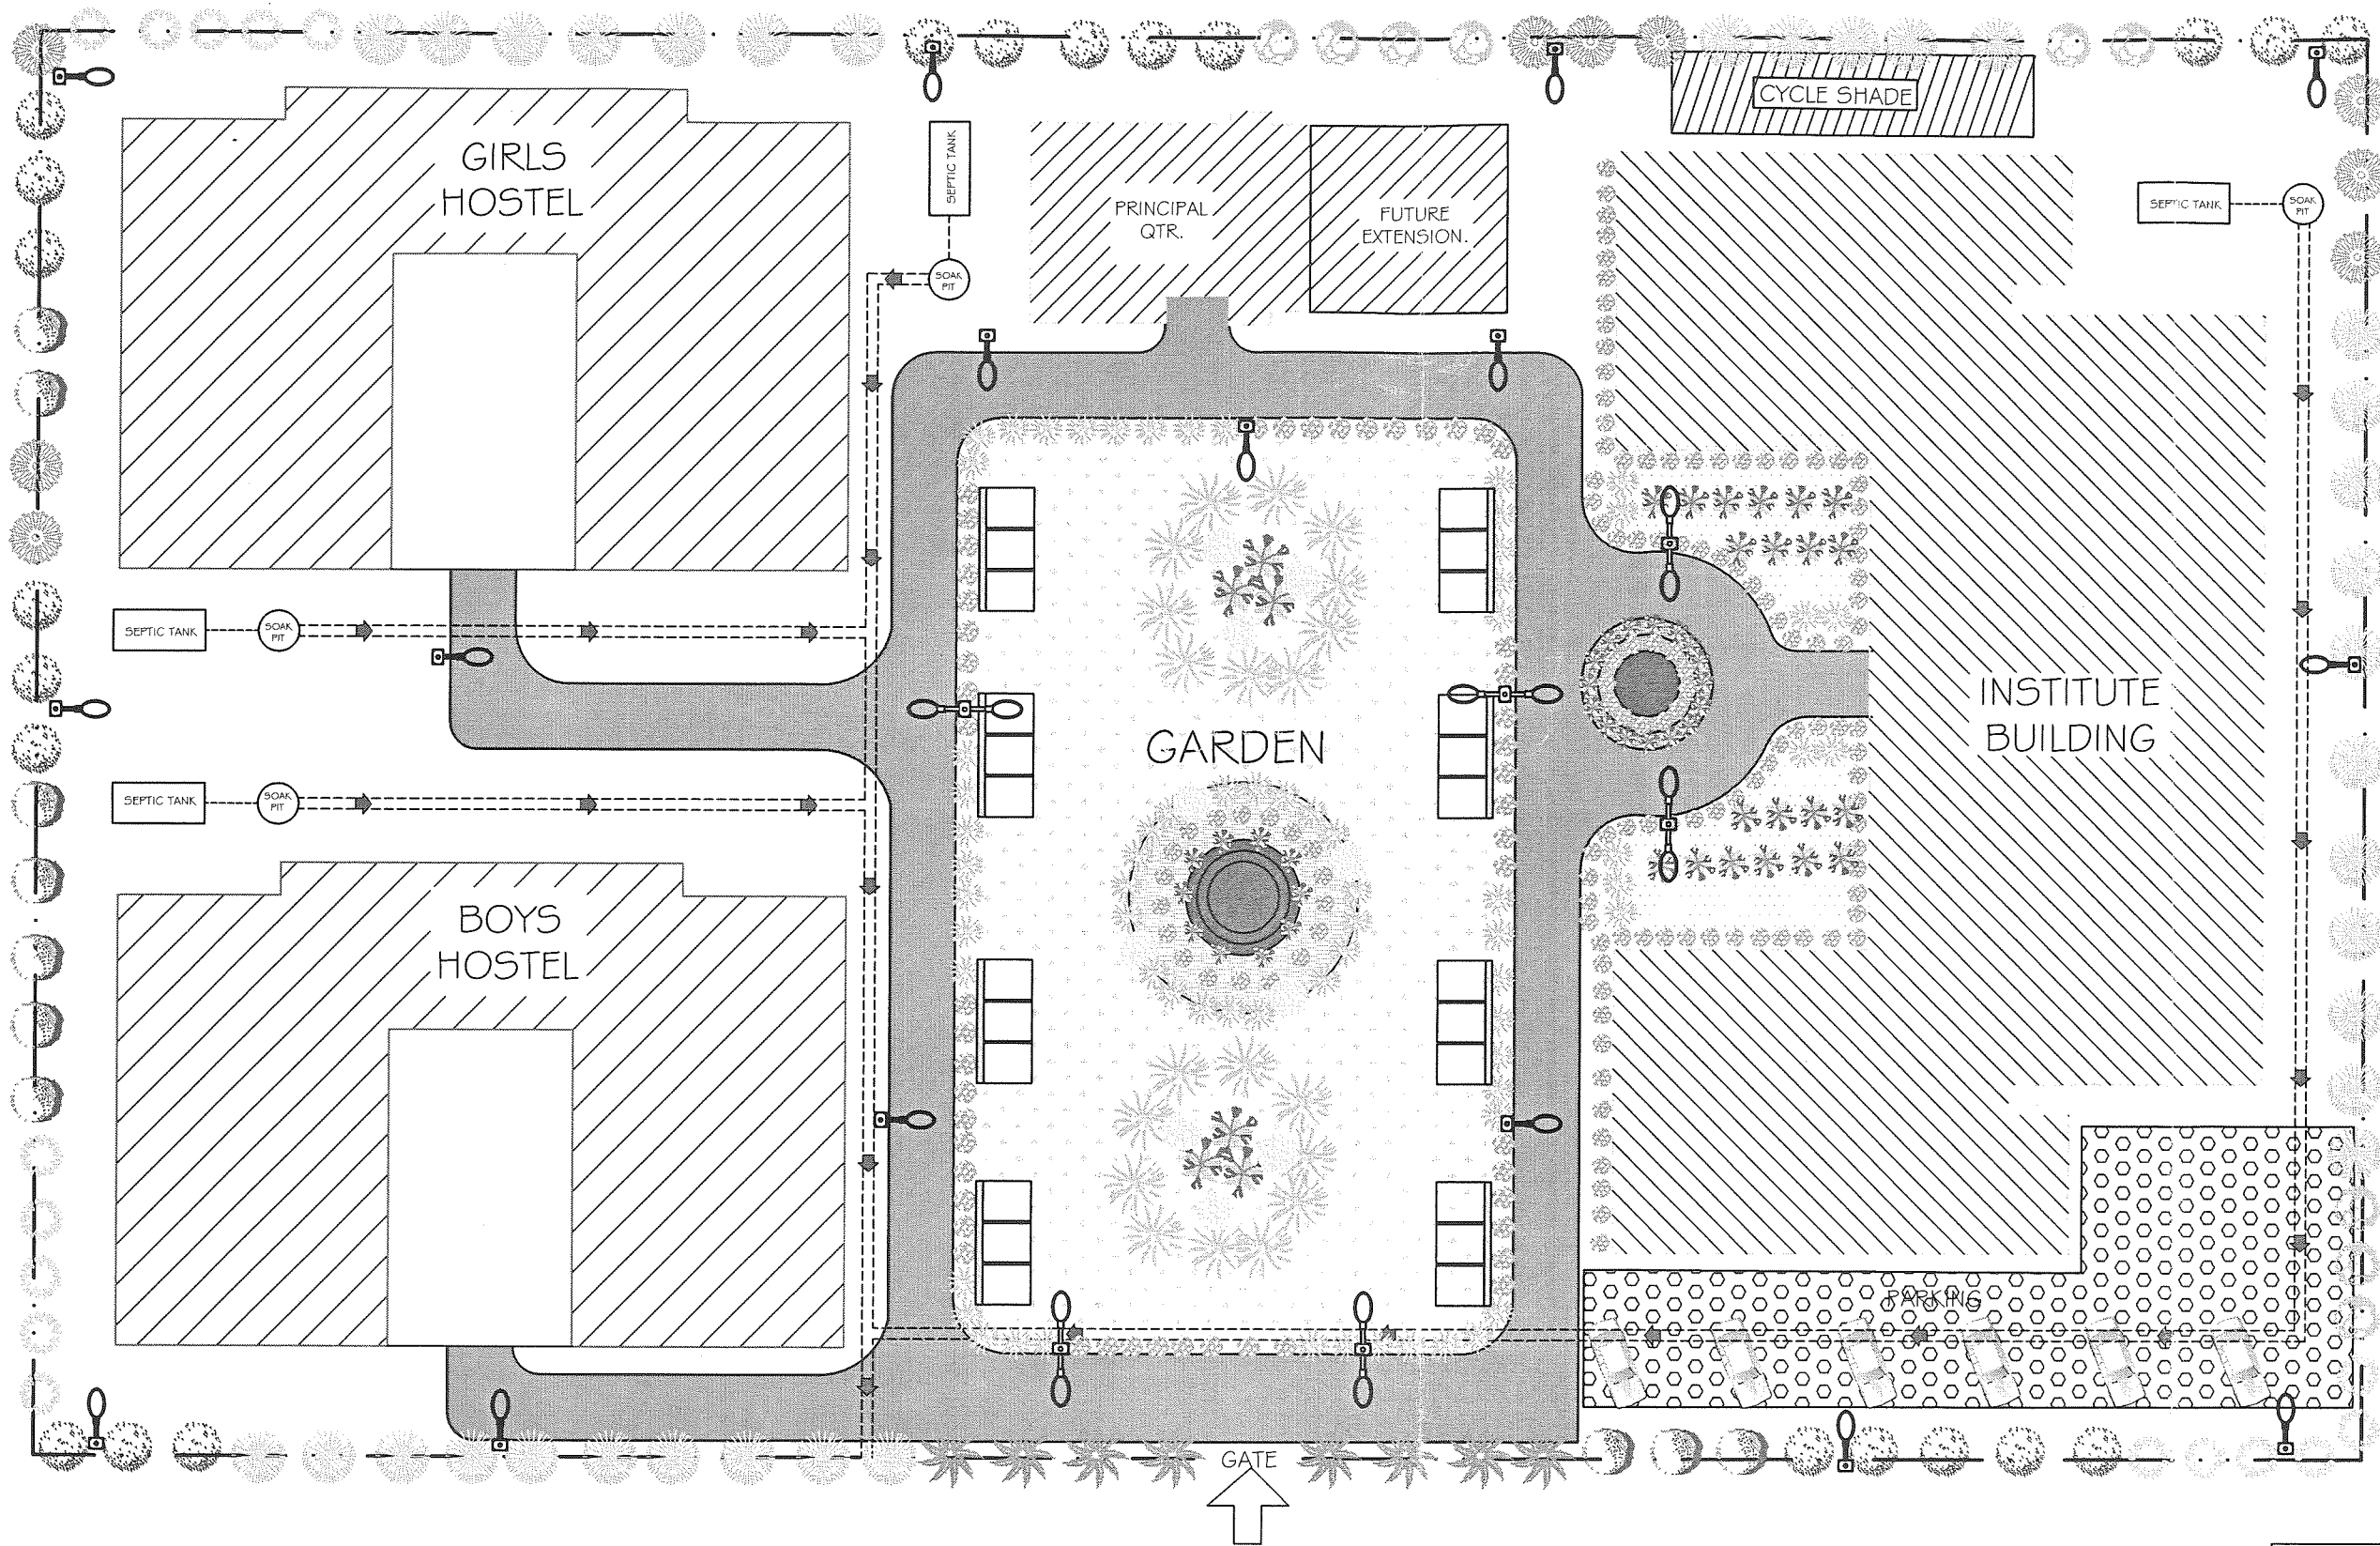 CYCLE SHADE
GIRLS
HOSTEL
SEPTIC TANK
SOAK
PIT
PRINCIPAL
QTR.
FUTURE
EXTENSION.
SEPTIC TANK
SOAK
PIT
SEPTIC TANK
SOAK
PIT
INSTITUTE
BUILDING
GARDEN
SEPTIC TANK
SOAK
PIT
BOYS
HOSTEL
PARKING
GATE